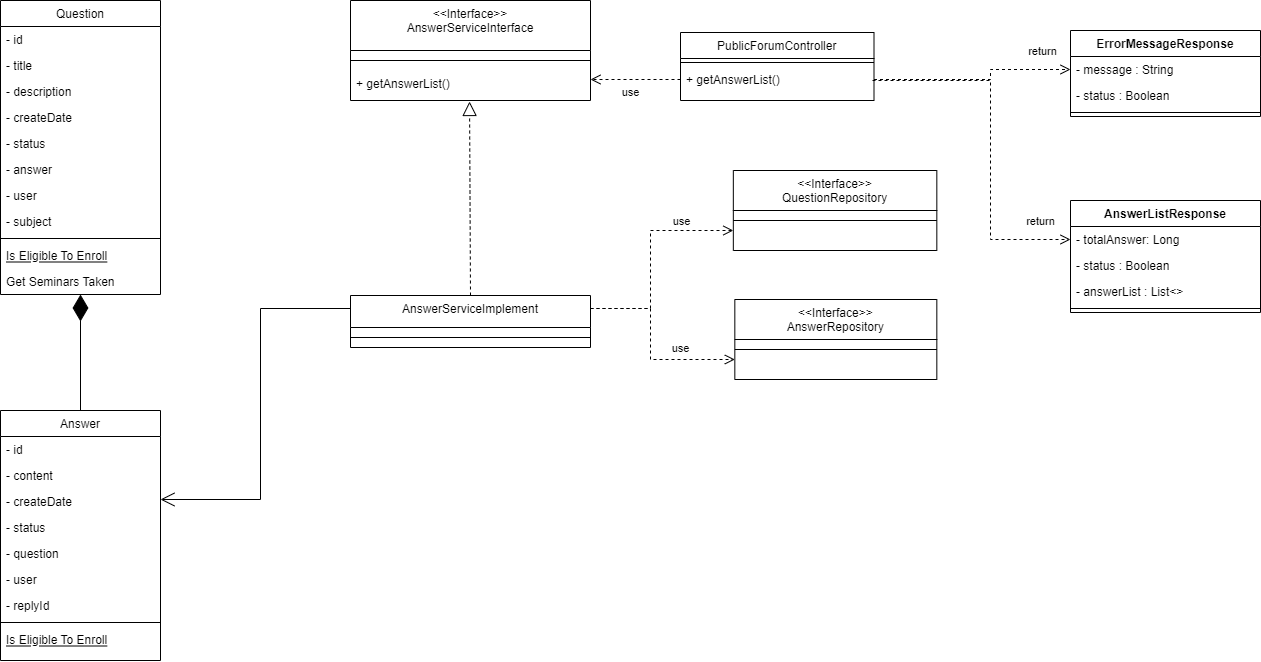 Question
- id
- title
- description
- createDate
- status
- answer
- user
- subject
Is Eligible To Enroll
Get Seminars Taken
Answer
- id
- content
- createDate
- status
- question
- user
- replyId
Is Eligible To Enroll
<<Interface>>
AnswerServiceInterface
+ getAnswerList()
use
PublicForumController
+ getAnswerList()
return
ErrorMessageResponse
- message : String
- status : Boolean
return
AnswerListResponse
- totalAnswer: Long
- status : Boolean
- answerList : List<>
AnswerServiceImplement
use
<<Interface>>
QuestionRepository
use
<<Interface>>
AnswerRepository